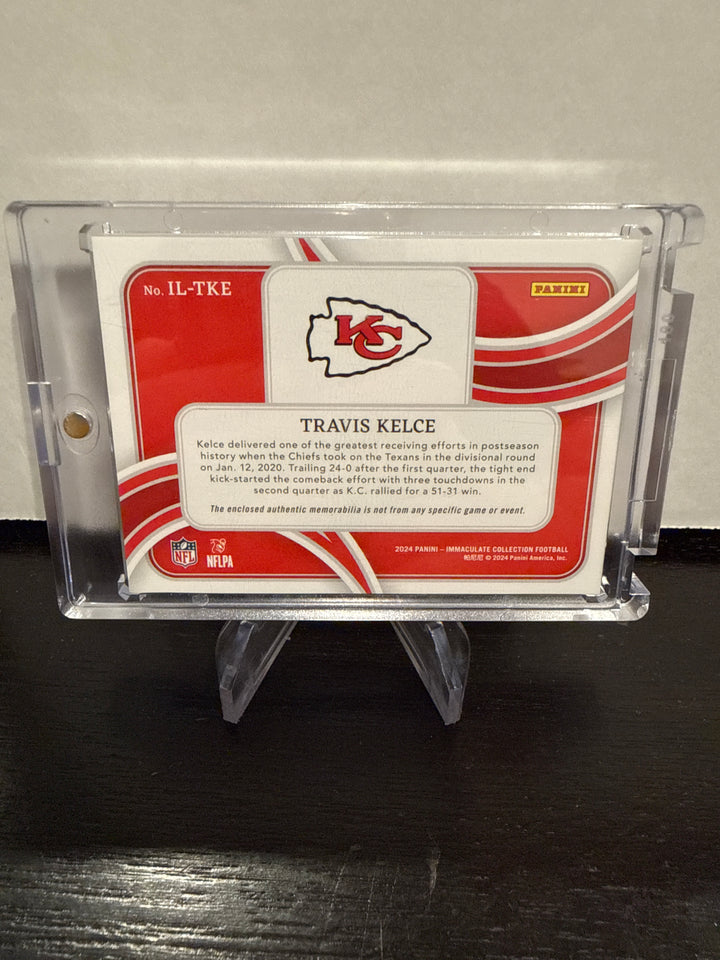 No. IL-TKE
PANINI
KC
TRAVIS KELCE
Kelce delivered one of the greatest receiving efforts in postseason
history when the Chiefs took on the Texans in the divisional round
on Jan. 12, 2020. Trailing 24-0 after the first quarter, the tight end
kick-started the comeback effort with three touchdowns in the
second quarter as K.C. rallied for a 51-31 win.
The enclosed authentic memorabilia is not from any specific game or event.
NFL
NFLPA
2024 PANINI – IMMACULATE COLLECTION FOOTBALL
帕尼尼 © 2024 Panini America, Inc.